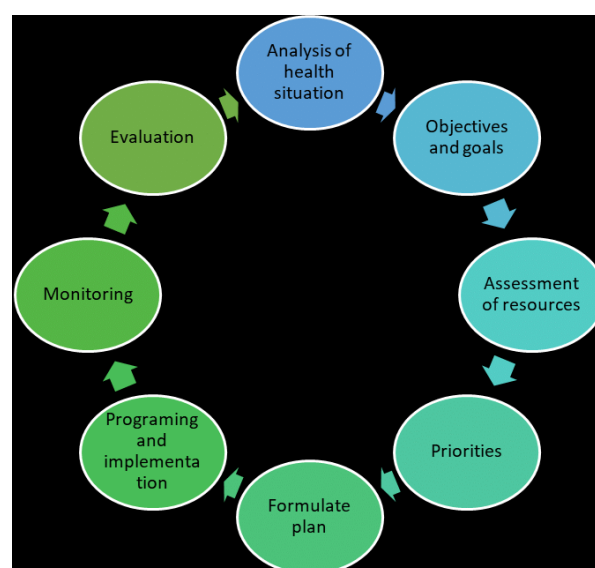 Analysis of
health
situation
Objectives
and goals
Assessment
of resources
Priorities
Formulate
plan
Programing
and
implementa
tion
Monitoring
Evaluation